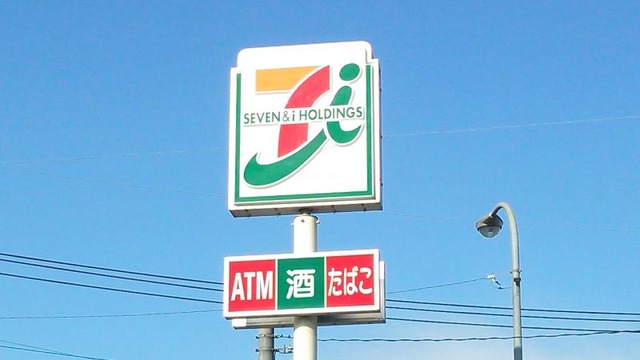 SEVEN & i HOLDINGS
ATM 酒 たばこ